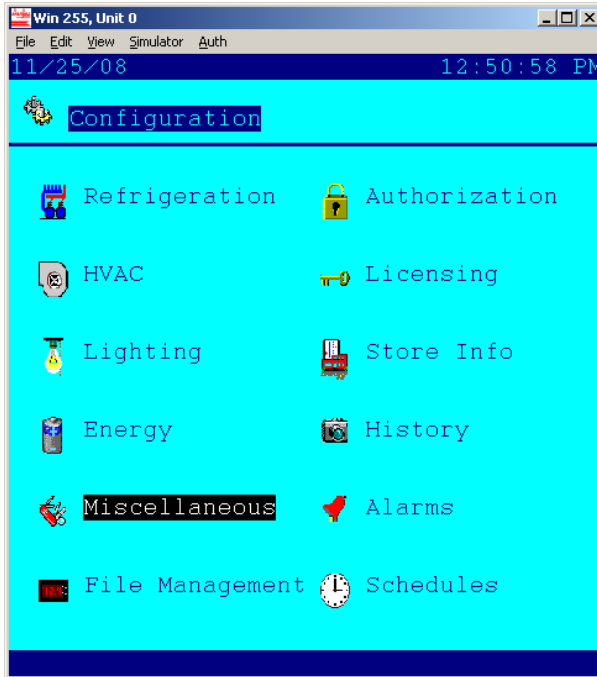 Win 255, Unit 0
File Edit View Simulator Auth
11/25/08 12:50:58 PM
Configuration
Refrigeration Authorization
HVAC Licensing
Lighting Store Info
Energy History
Miscellaneous Alarms
File Management Schedules